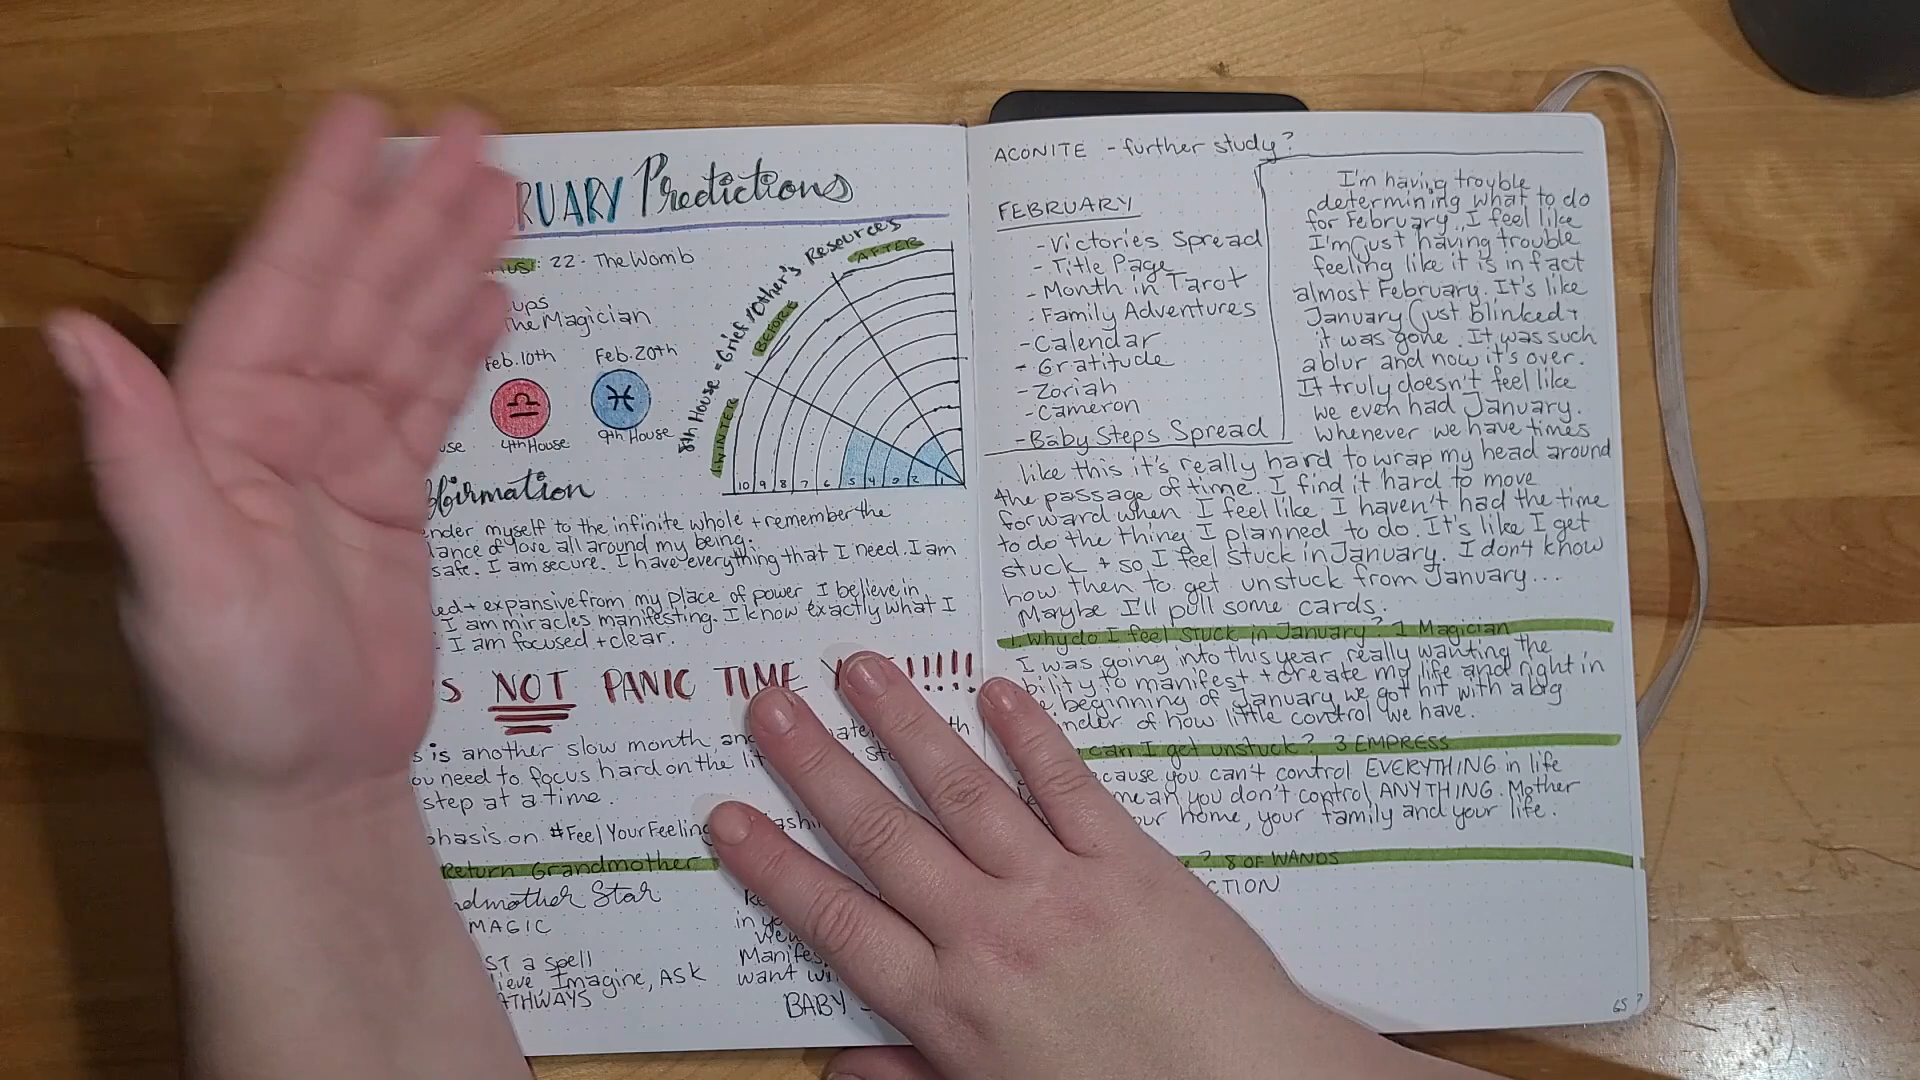 RUARY Predictions
: 22 - The Womb
ups
The Magician
Feb. 10th Feb. 20th
4th House 9th House
8th House = Grief/Other's Resources
WINTER
BEFORE
AFTER
10 9 8 7 6 5 4 3 2 1
ffirmation
ender myself to the infinite whole + remember the
lance of love all around my being.
safe. I am secure. I have everything that I need. I am
led + expansive from my place of power I believe in
I am miracles manifesting. I know exactly what I
I am focused + clear.
S NOT PANIC TIME Y !!!!!
s is another slow month
ou need to focus hard on the
step at a time.
phasis on #FeelYourFeeling
Return Grandmother
ndmother Star
MAGIC
ST a spell
lieve, Imagine, ASK
ATHWAYS
in yo
Manifes
want wi
BABY
ACONITE - further study?
FEBRUARY
- Victories Spread
- Title Page
- Month in Tarot
- Family Adventures
- Calendar
- Gratitude
- Zoriah
- Cameron
- Baby Steps Spread
I'm having trouble
determining what to do
for February. I feel like
I'm just having trouble
feeling like it is in fact
almost February. It's like
January just blinked +
it was gone. It was such
a blur and now it's over.
It truly doesn't feel like
we even had January.
Whenever we have times
like this it's really hard to wrap my head around
the passage of time. I find it hard to move
forward when I feel like I haven't had the time
to do the thing I planned to do. It's like I get
stuck + so I feel stuck in January. I don't know
how then to get unstuck from January...
Maybe I'll pull some cards.
1. Why do I feel stuck in January? 1 Magician
I was going into this year really wanting the
bility to manifest + create my life and right in
e beginning of January we got hit with a big
inder of how little control we have.
can I get unstuck? 3 EMPRESS
ecause you can't control EVERYTHING in life
mean you don't control ANYTHING. Mother
our home, your family and your life.
? 8 OF WANDS
CTION